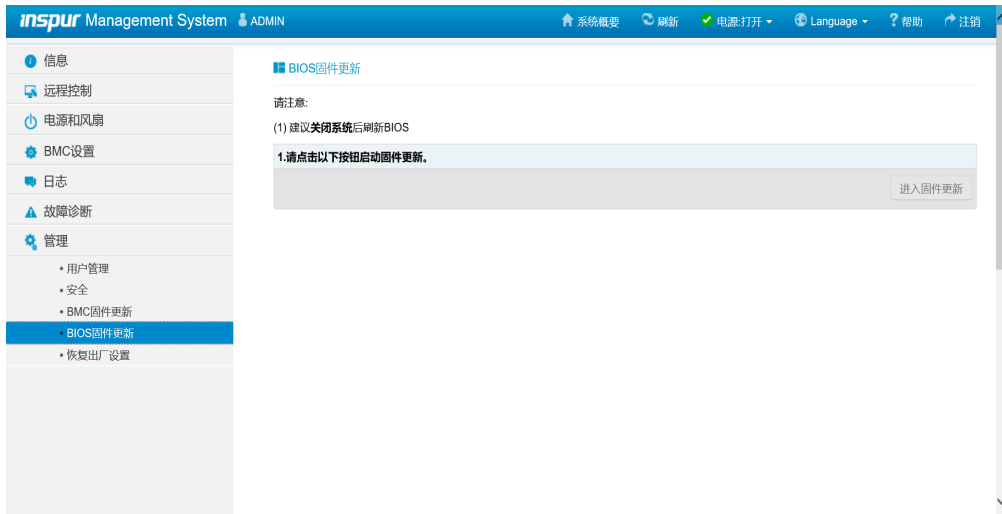 inspur Management System ADMIN 系统概要 刷新 电源:打开 Language ?帮助 注销
信息
远程控制
电源和风扇
BMC设置
日志
故障诊断
管理
• 用户管理
• 安全
• BMC固件更新
• BIOS固件更新
• 恢复出厂设置
BIOS固件更新
请注意:
(1) 建议关闭系统后刷新BIOS
1.请点击以下按钮启动固件更新。
进入固件更新